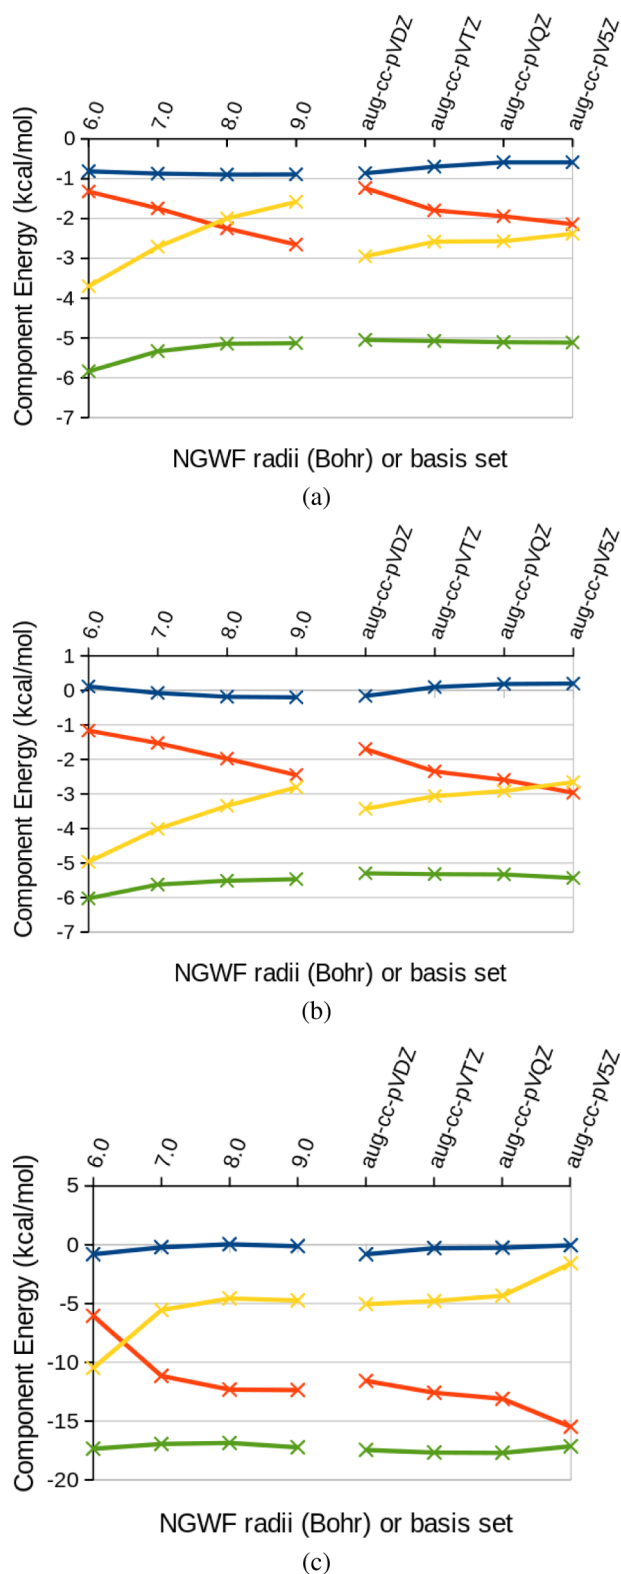 aug-cc-pVDZ
aug-cc-pVTZ
aug-cc-pVQZ
aug-cc-pV5Z
6.0
7.0
8.0
9.0
Component Energy (kcal/mol)
0
-1
-2
-3
-4
-5
-6
-7
NGWF radii (Bohr) or basis set
(a)
aug-cc-pVDZ
aug-cc-pVTZ
aug-cc-pVQZ
aug-cc-pV5Z
6.0
7.0
8.0
9.0
Component Energy (kcal/mol)
1
0
-1
-2
-3
-4
-5
-6
-7
NGWF radii (Bohr) or basis set
(b)
aug-cc-pVDZ
aug-cc-pVTZ
aug-cc-pVQZ
aug-cc-pV5Z
6.0
7.0
8.0
9.0
Component Energy (kcal/mol)
5
0
-5
-10
-15
-20
NGWF radii (Bohr) or basis set
(c)